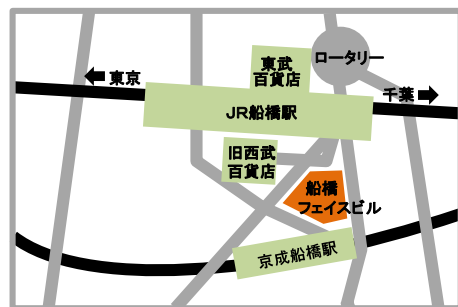 東武
百貨店
ロータリー
東京
千葉
JR船橋駅
旧西武
百貨店
船橋
フェイスビル
京成船橋駅